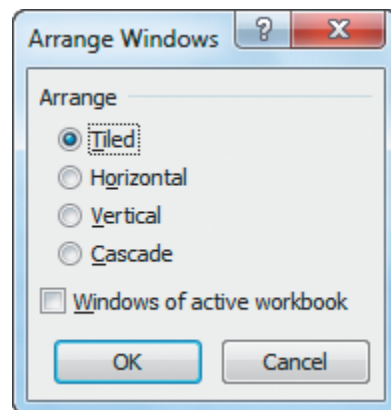 Arrange Windows
Arrange
Tiled
Horizontal
Vertical
Cascade
Windows of active workbook
OK Cancel